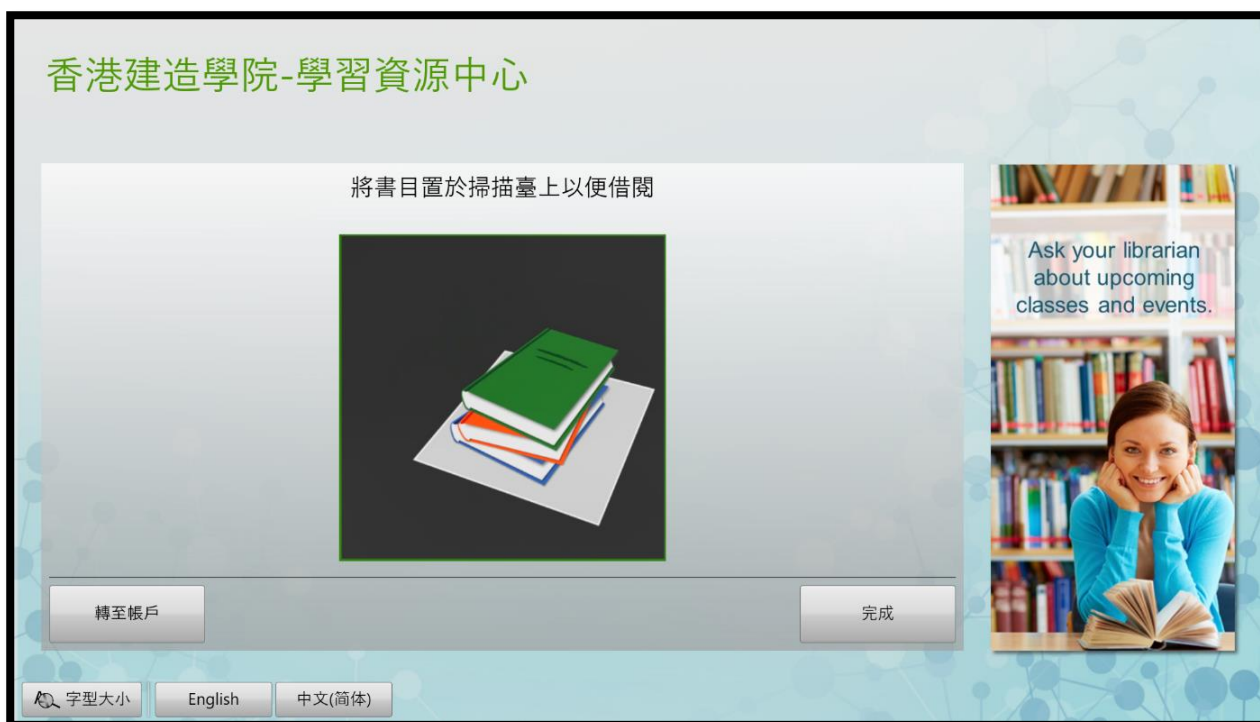 香港建造學院-學習資源中心
將書目置於掃描臺上以便借閱
Ask your librarian
about upcoming
classes and events.
轉至帳戶
完成
字型大小
English
中文(简体)